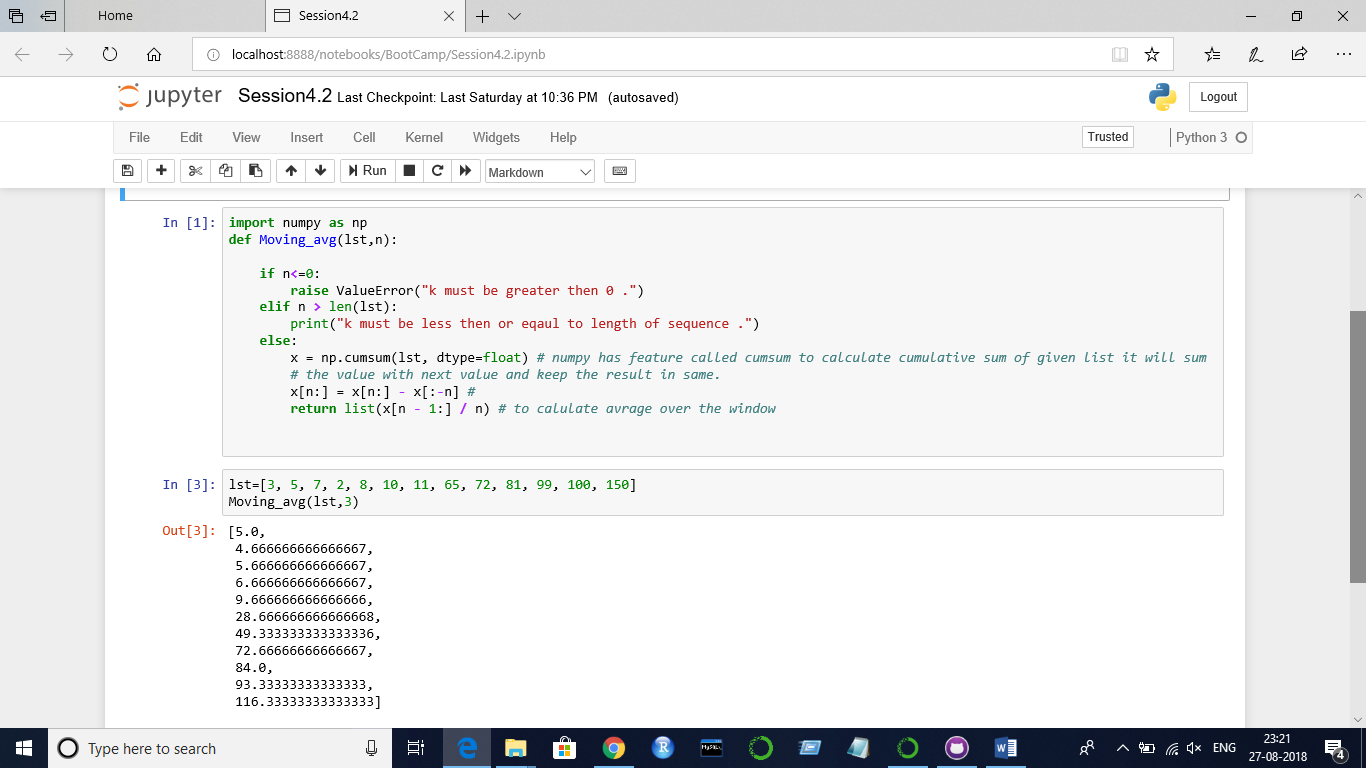 Home
Session4.2
localhost:8888/notebooks/BootCamp/Session4.2.ipynb
jupyter Session4.2 Last Checkpoint: Last Saturday at 10:36 PM (autosaved)
Logout
File Edit View Insert Cell Kernel Widgets Help
Trusted
Python 3
Run
Markdown
In [1]: import numpy as np
def Moving_avg(lst,n):
if n<=0:
raise ValueError("k must be greater then 0 .")
elif n > len(lst):
print("k must be less then or eqaul to length of sequence .")
else:
x = np.cumsum(lst, dtype=float) # numpy has feature called cumsum to calculate cumulative sum of given list it will sum
# the value with next value and keep the result in same.
x[n:] = x[n:] - x[:-n] #
return list(x[n - 1:] / n) # to calulate avrage over the window
In [3]: lst=[3, 5, 7, 2, 8, 10, 11, 65, 72, 81, 99, 100, 150]
Moving_avg(lst,3)
Out[3]: [5.0,
4.666666666666667,
5.666666666666667,
6.666666666666667,
9.666666666666666,
28.666666666666668,
49.333333333333336,
72.66666666666667,
84.0,
93.33333333333333,
116.33333333333333]
Type here to search
R
MySQL
W
ENG
23:21
27-08-2018
4